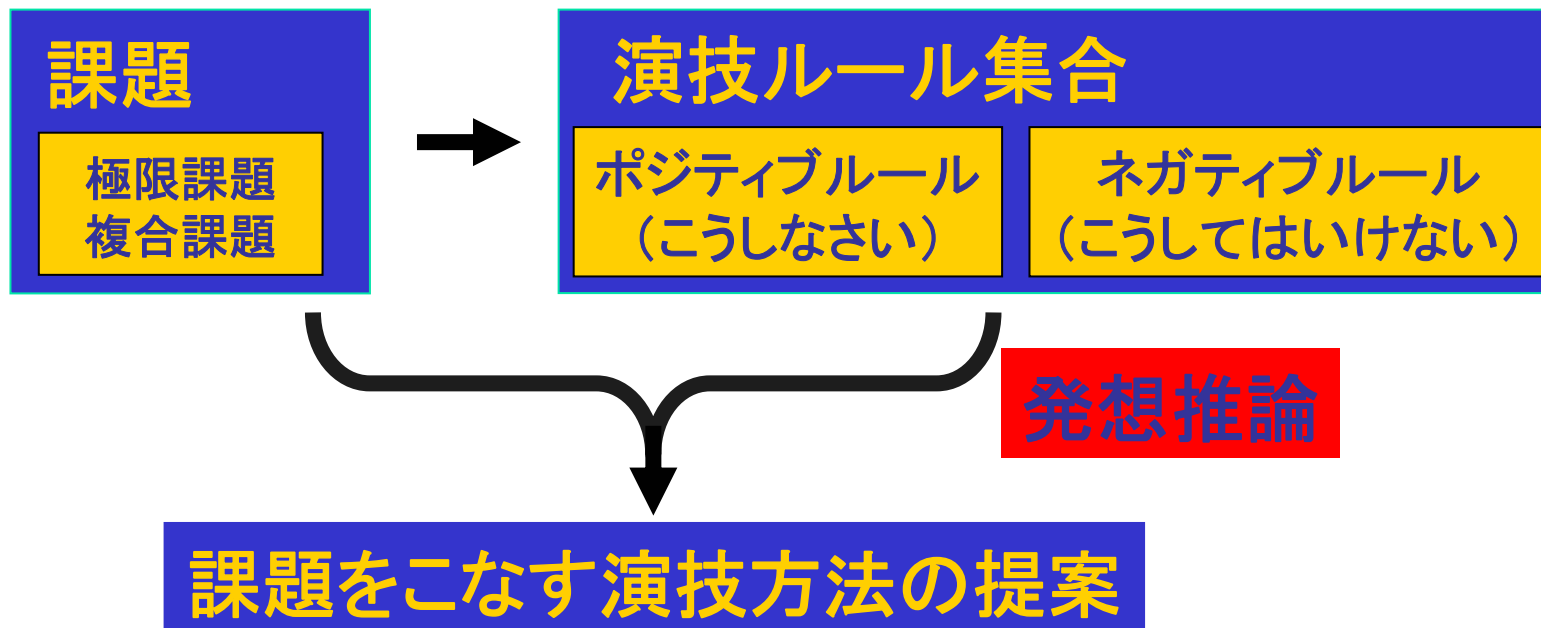 課題
極限課題
複合課題
演技ルール集合
ポジティブルール
（こうしなさい）
ネガティブルール
（こうしてはいけない）
発想推論
課題をこなす演技方法の提案